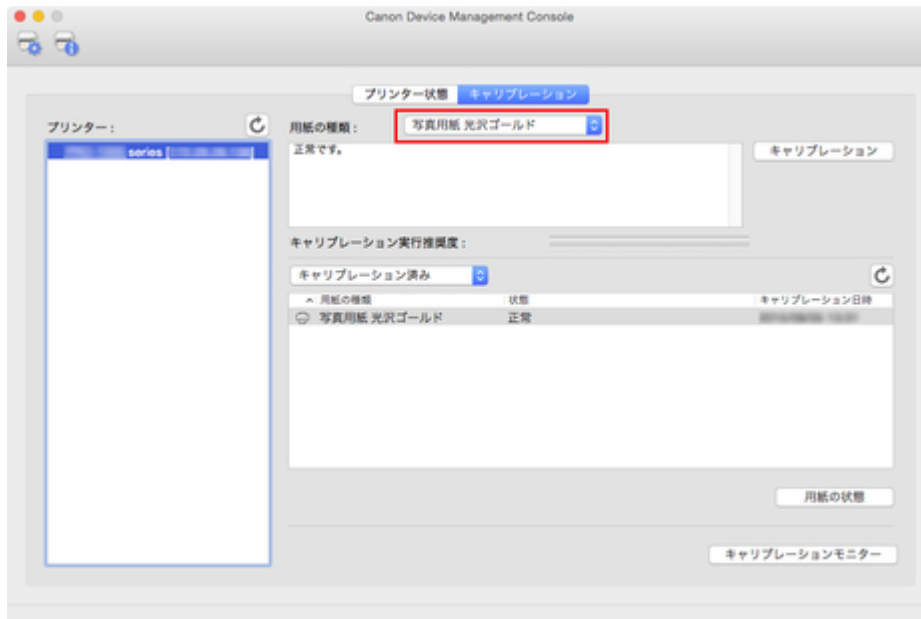 Canon Device Management Console
プリンター状態 キャリブレーション
プリンター：
用紙の種類： 写真用紙 光沢ゴールド
series [
正常です。
キャリブレーション
キャリブレーション実行推奨度：
キャリブレーション済み
用紙の種類 状態 キャリブレーション日時
写真用紙 光沢ゴールド 正常
用紙の状態
キャリブレーションモニター